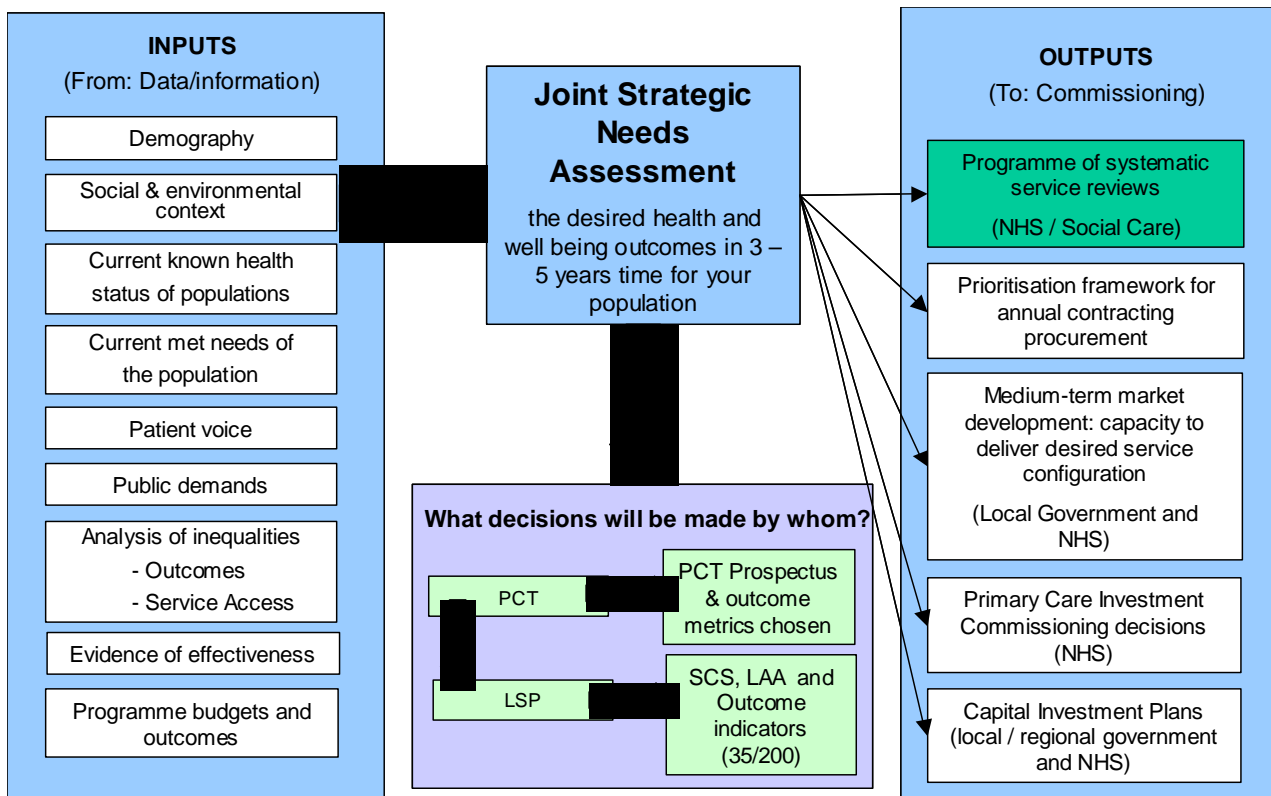 INPUTS
(From: Data/information)
Demography
Social & environmental
context
Current known health
status of populations
Current met needs of
the population
Patient voice
Public demands
Analysis of inequalities
- Outcomes
- Service Access
Evidence of effectiveness
Programme budgets and
outcomes
Joint Strategic
Needs
Assessment
the desired health and
well being outcomes in 3 –
5 years time for your
population
What decisions will be made by whom?
PCT
PCT Prospectus
& outcome
metrics chosen
LSP
SCS, LAA and
Outcome
indicators
(35/200)
OUTPUTS
(To: Commissioning)
Programme of systematic
service reviews
(NHS / Social Care)
Prioritisation framework for
annual contracting
procurement
Medium-term market
development: capacity to
deliver desired service
configuration
(Local Government and
NHS)
Primary Care Investment
Commissioning decisions
(NHS)
Capital Investment Plans
(local / regional government
and NHS)